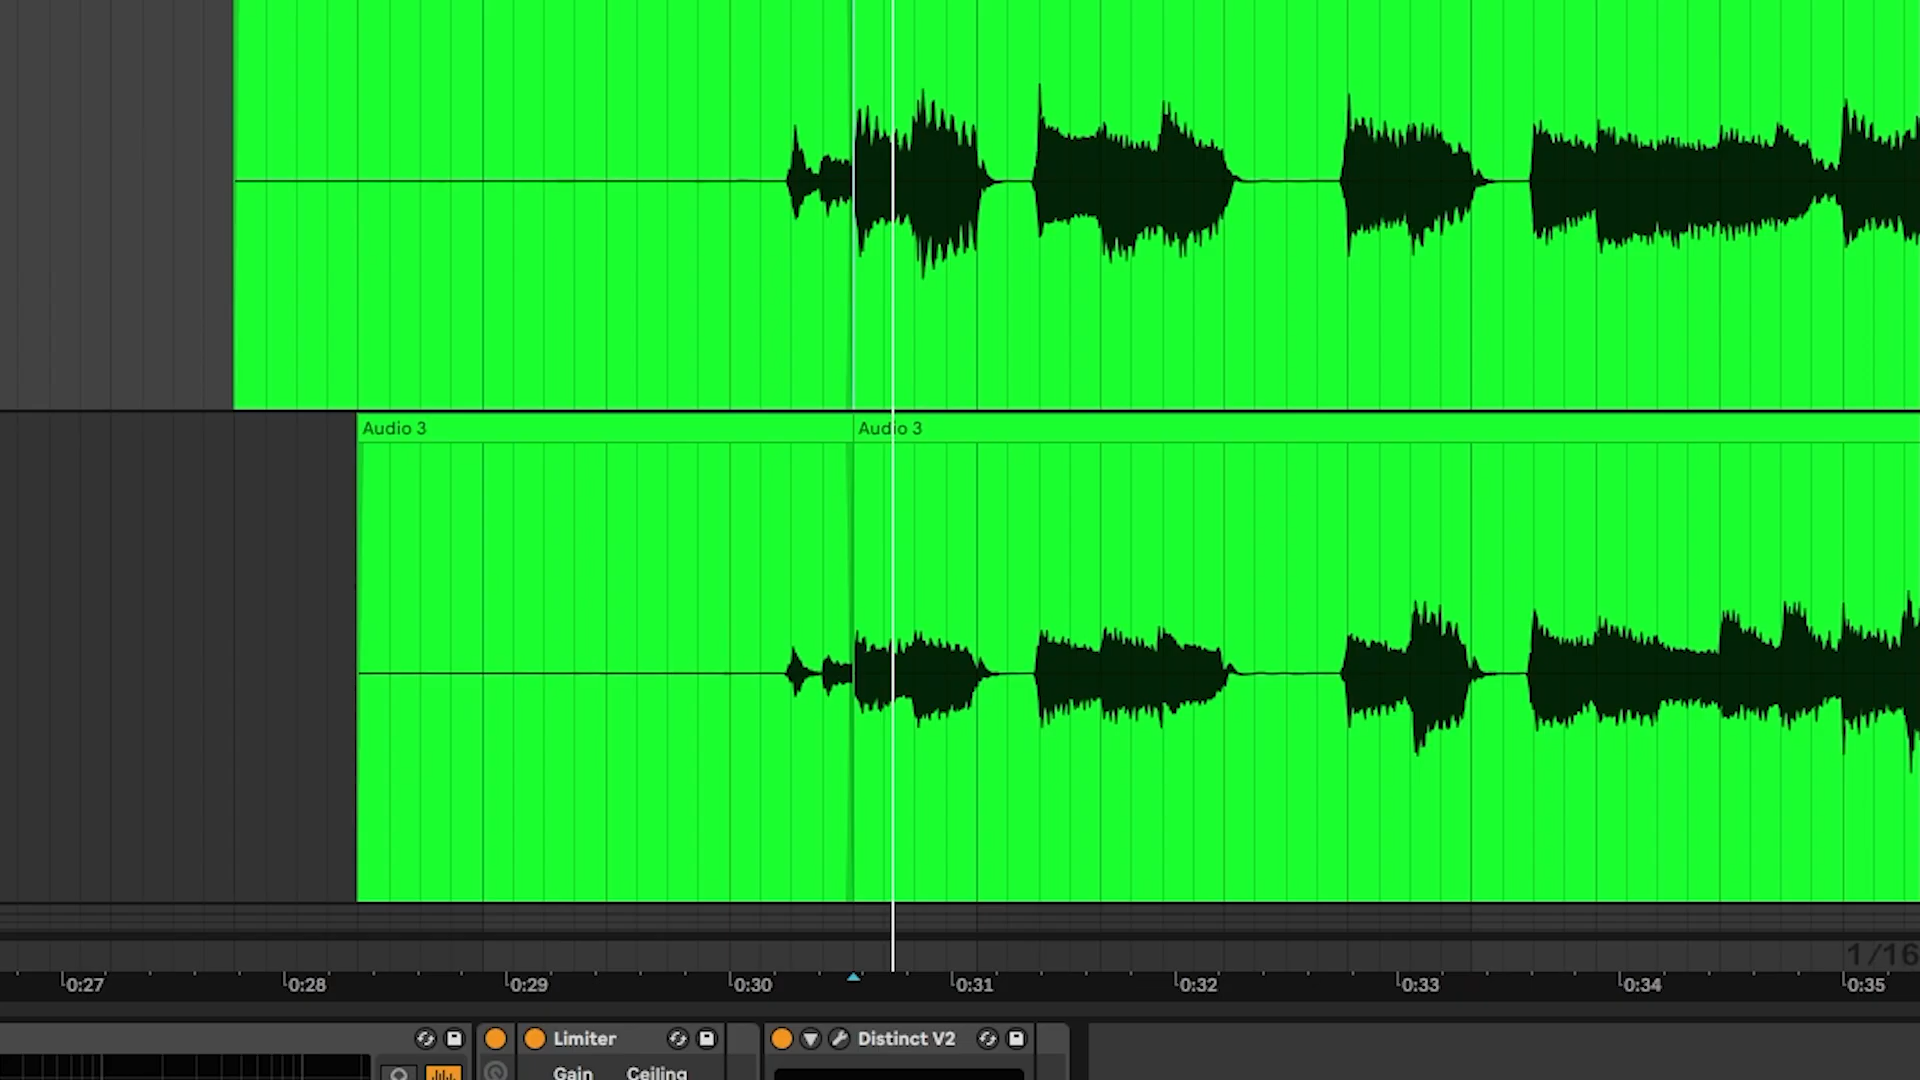 Audio 3
Audio 3
1/16
0:27
0:28
0:29
0:30
0:31
0:32
0:33
0:34
0:35
Limiter
Distinct V2
Gain
Ceiling